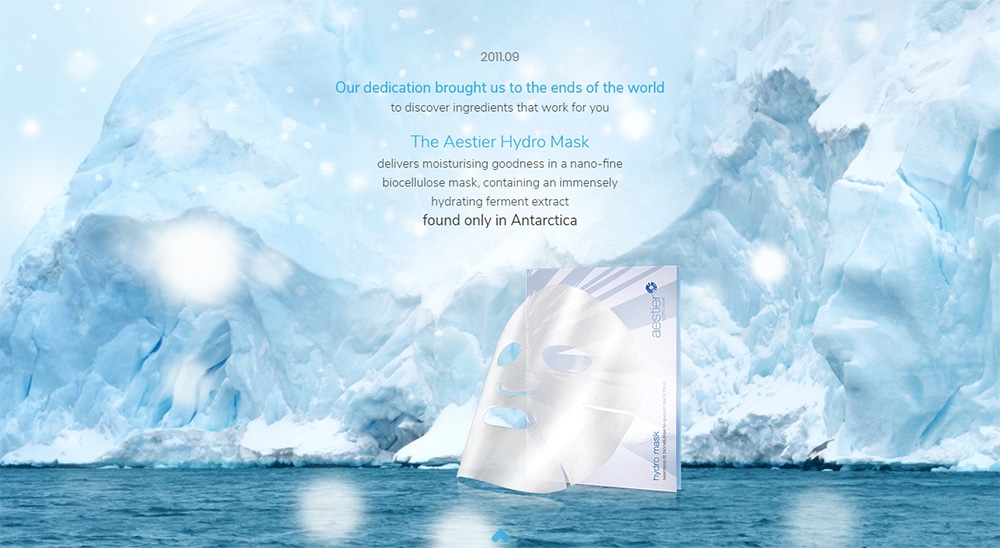 2011.09
Our dedication brought us to the ends of the world
to discover ingredients that work for you
The Aestier Hydro Mask
delivers moisturising goodness in a nano-fine
biocellulose mask, containing an immensely
hydrating ferment extract
found only in Antarctica
aestier
hydro mask